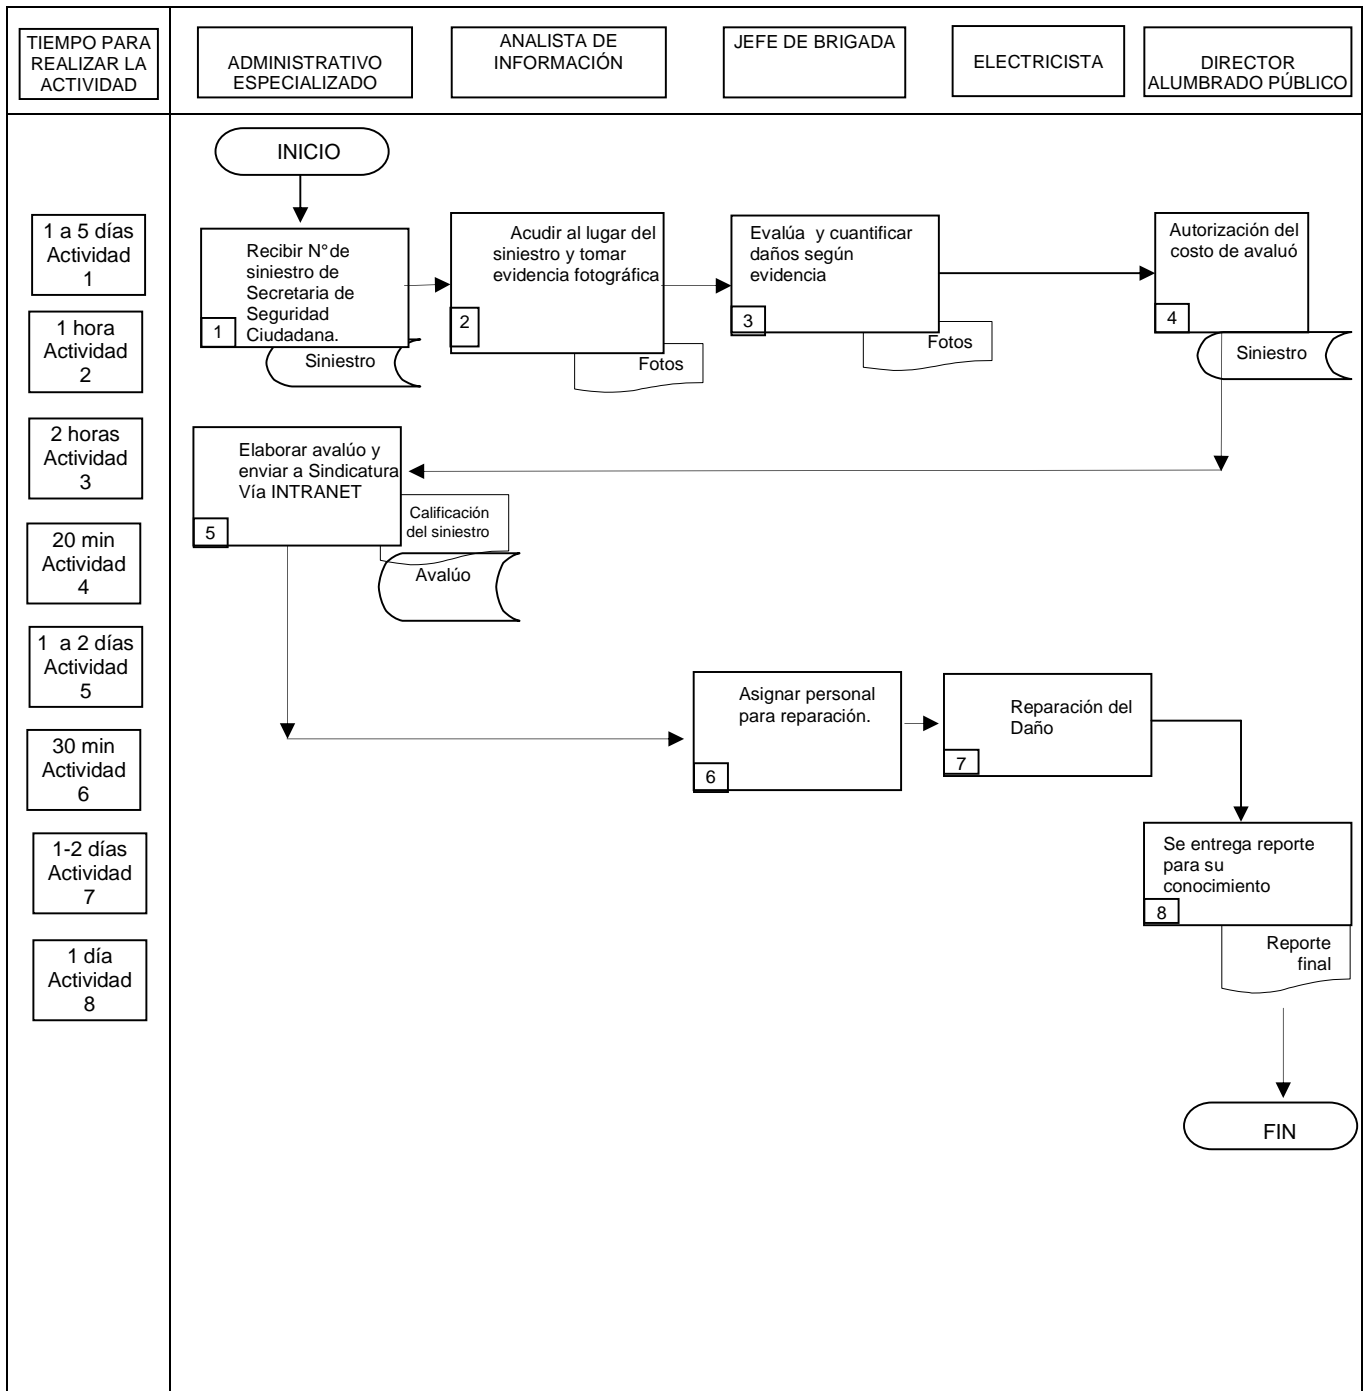 TIEMPO PARA
REALIZAR LA
ACTIVIDAD
ADMINISTRATIVO
ESPECIALIZADO
ANALISTA DE
INFORMACIÓN
JEFE DE BRIGADA
ELECTRICISTA
DIRECTOR
ALUMBRADO PÚBLICO
INICIO
1 a 5 días
Actividad
1
Recibir N° de
siniestro de
Secretaria de
Seguridad
Ciudadana.
1
Siniestro
Acudir al lugar del
siniestro y tomar
evidencia fotográfica
2
Fotos
Evalúa y cuantificar
daños según
evidencia
3
Fotos
Autorización del
costo de avaluó
4
Siniestro
1 hora
Actividad
2
2 horas
Actividad
3
Elaborar avalúo y
enviar a Sindicatura
Vía INTRANET
5
Calificación
del siniestro
Avalúo
20 min
Actividad
4
1 a 2 días
Actividad
5
Asignar personal
para reparación.
6
Reparación del
Daño
7
30 min
Actividad
6
1-2 días
Actividad
7
Se entrega reporte
para su
conocimiento
8
Reporte
final
1 día
Actividad
8
FIN